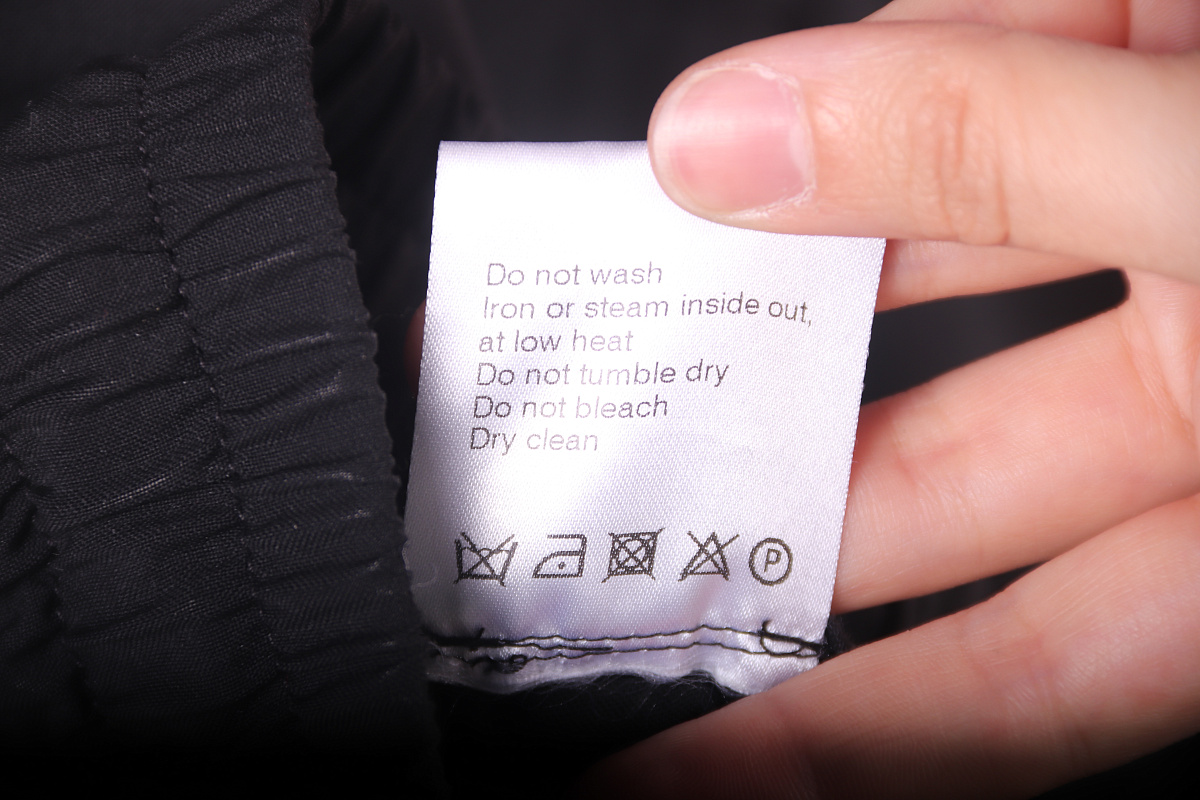 Do not wash
Iron or steam inside out,
at low heat
Do not tumble dry
Do not bleach
Dry clean
P